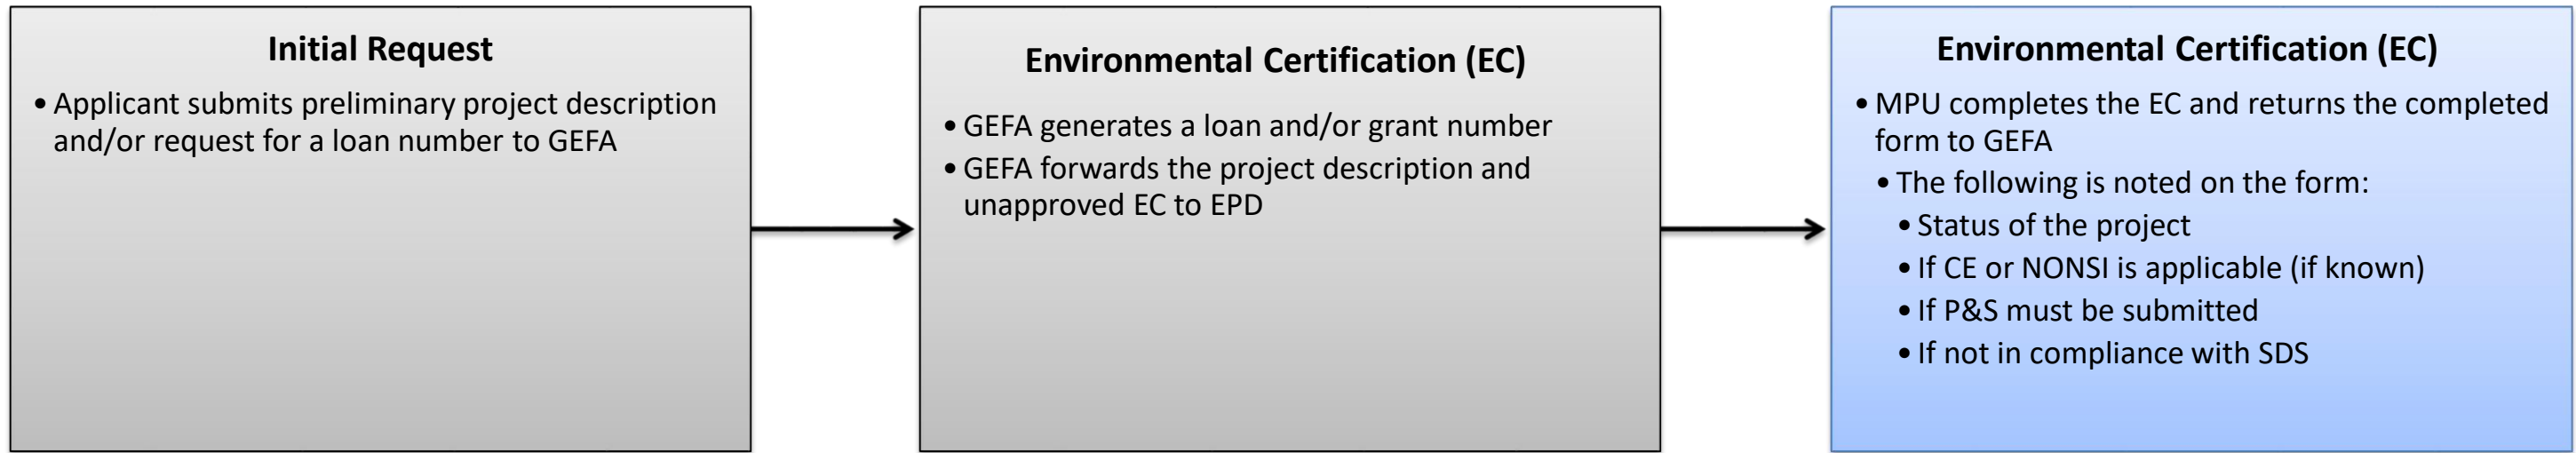 Initial Request
• Applicant submits preliminary project description
and/or request for a loan number to GEFA
Environmental Certification (EC)
• GEFA generates a loan and/or grant number
• GEFA forwards the project description and
unapproved EC to EPD
Environmental Certification (EC)
• MPU completes the EC and returns the completed
form to GEFA
• The following is noted on the form:
• Status of the project
• If CE or NONSI is applicable (if known)
• If P&S must be submitted
• If not in compliance with SDS